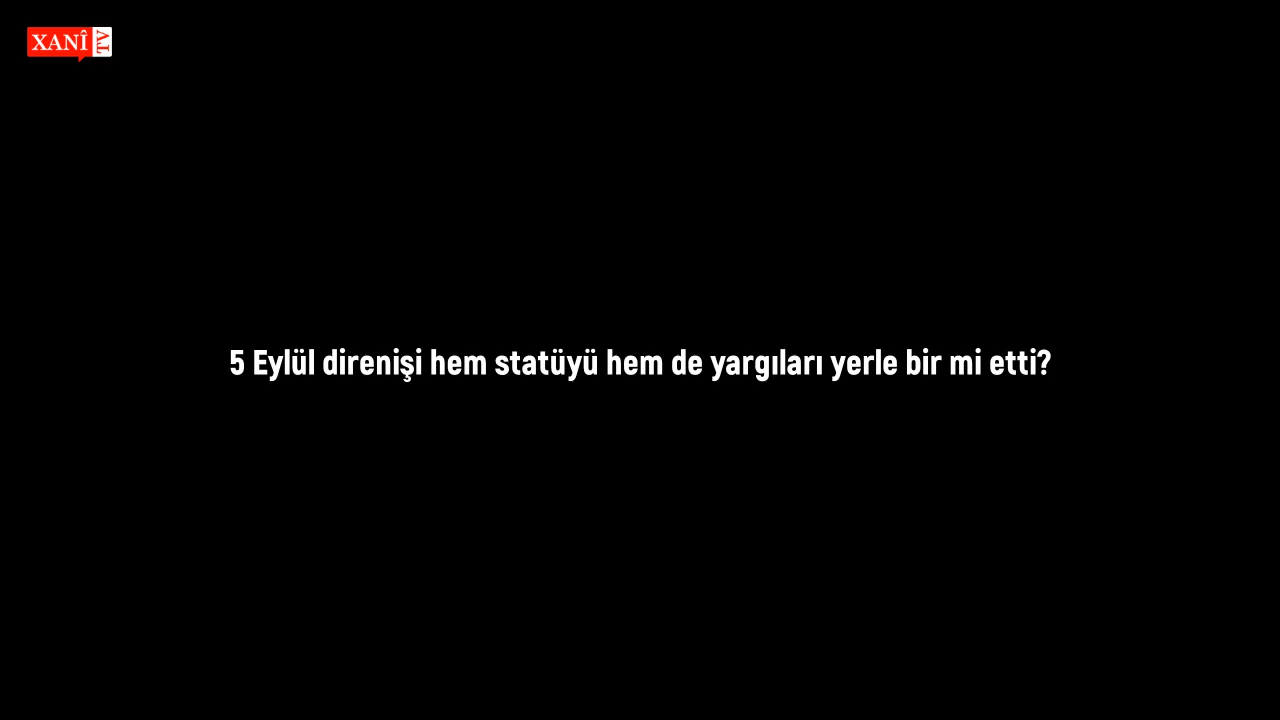 XANÎ TV
5 Eylül direnişi hem statüyü hem de yargıları yerle bir mi etti?